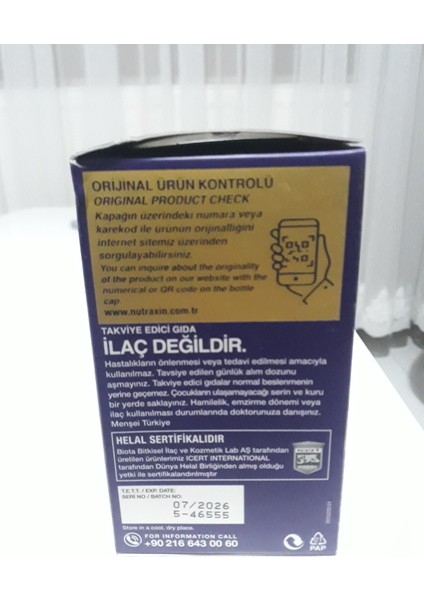 ORİJİNAL ÜRÜN KONTROLÜ
ORIGINAL PRODUCT CHECK
Kapağın üzerindeki numara veya
karekod ile ürünün orijinalliğini
internet sitemiz üzerinden
sorgulayabilirsiniz.
You can inquire about the originality
of the product on our website with the
numerical or QR code on the bottle
cap
www.nutraxin.com.tr
TAKVİYE EDİCİ GIDA
İLAÇ DEĞİLDİR.
Hastalıkların önlenmesi veya tedavi edilmesi amacıyla
kullanılmaz. Tavsiye edilen günlük alım dozunu
aşmayınız. Takviye edici gıdalar normal beslenmenin
yerine geçemez. Çocukların ulaşamayacağı serin ve kuru
bir yerde saklayınız. Hamilelik, emzirme dönemi veya
ilaç kullanılması durumlarında doktorunuza danışınız.
Menşei Türkiye
HELAL SERTİFİKALIDIR
Biota Bitkisel İlaç ve Kozmetik Lab AŞ tarafından
üretilen ürünlerimiz ICERT INTERNATIONAL
tarafından Dünya Helal Birliğinden almış olduğu
yetki ile sertifikalandırılmıştır
T.E.T.T. / EXP. DATE:
SERİ NO / BATCH NO:
07/2026
5-46555
Store in a cool, dry place.
FOR INFORMATION CALL
+90 216 643 00 60
PAP